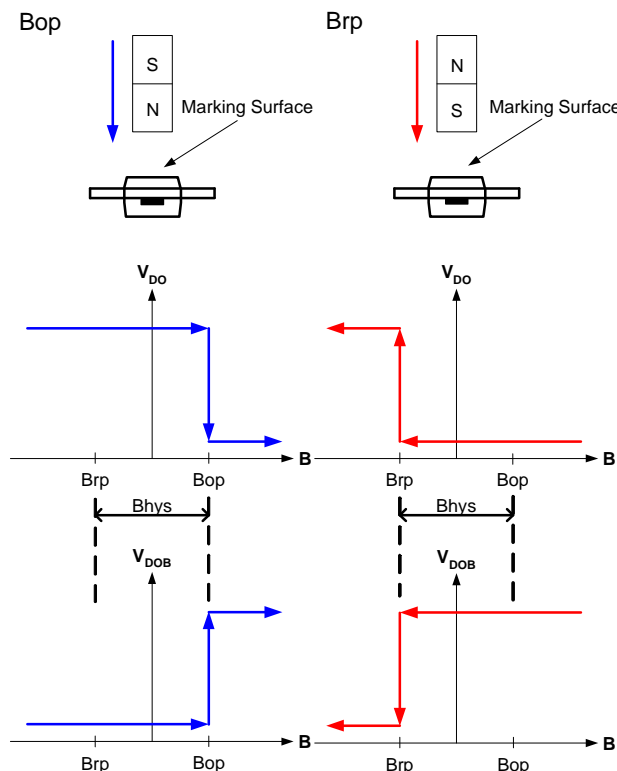 Bop
Brp
S
N
Marking Surface
N
S
Marking Surface
VDO
VDO
B
B
Brp
Bop
Brp
Bop
Bhys
Bhys
VDOB
VDOB
B
B
Brp
Bop
Brp
Bop